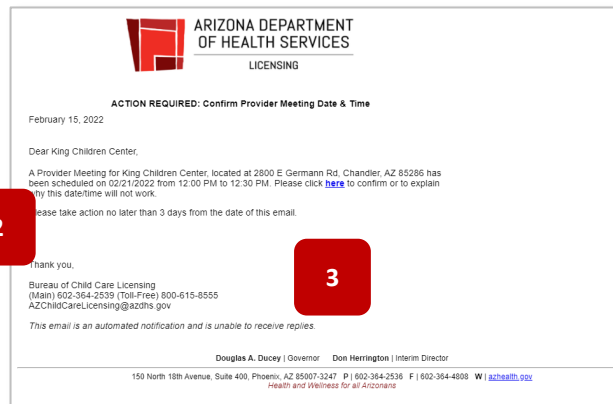 ARIZONA DEPARTMENT
OF HEALTH SERVICES
LICENSING
ACTION REQUIRED: Confirm Provider Meeting Date & Time
February 15, 2022
Dear King Children Center,
A Provider Meeting for King Children Center, located at 2800 E Germann Rd, Chandler, AZ 85286 has
been scheduled on 02/21/2022 from 12:00 PM to 12:30 PM. Please click here to confirm or to explain
why this date/time will not work.
2
lease take action no later than 3 days from the date of this email.
Thank you,
3
Bureau of Child Care Licensing
(Main) 602-364-2539 (Toll-Free) 800-615-8555
AZChildCareLicensing@azdhs.gov
This email is an automated notification and is unable to receive replies.
Douglas A. Ducey | Governor Don Herrington | Interim Director
150 North 18th Avenue, Suite 400, Phoenix, AZ 85007-3247 P | 602-364-2536 F | 602-364-4808 W | azhealth.gov
Health and Wellness for all Arizonans